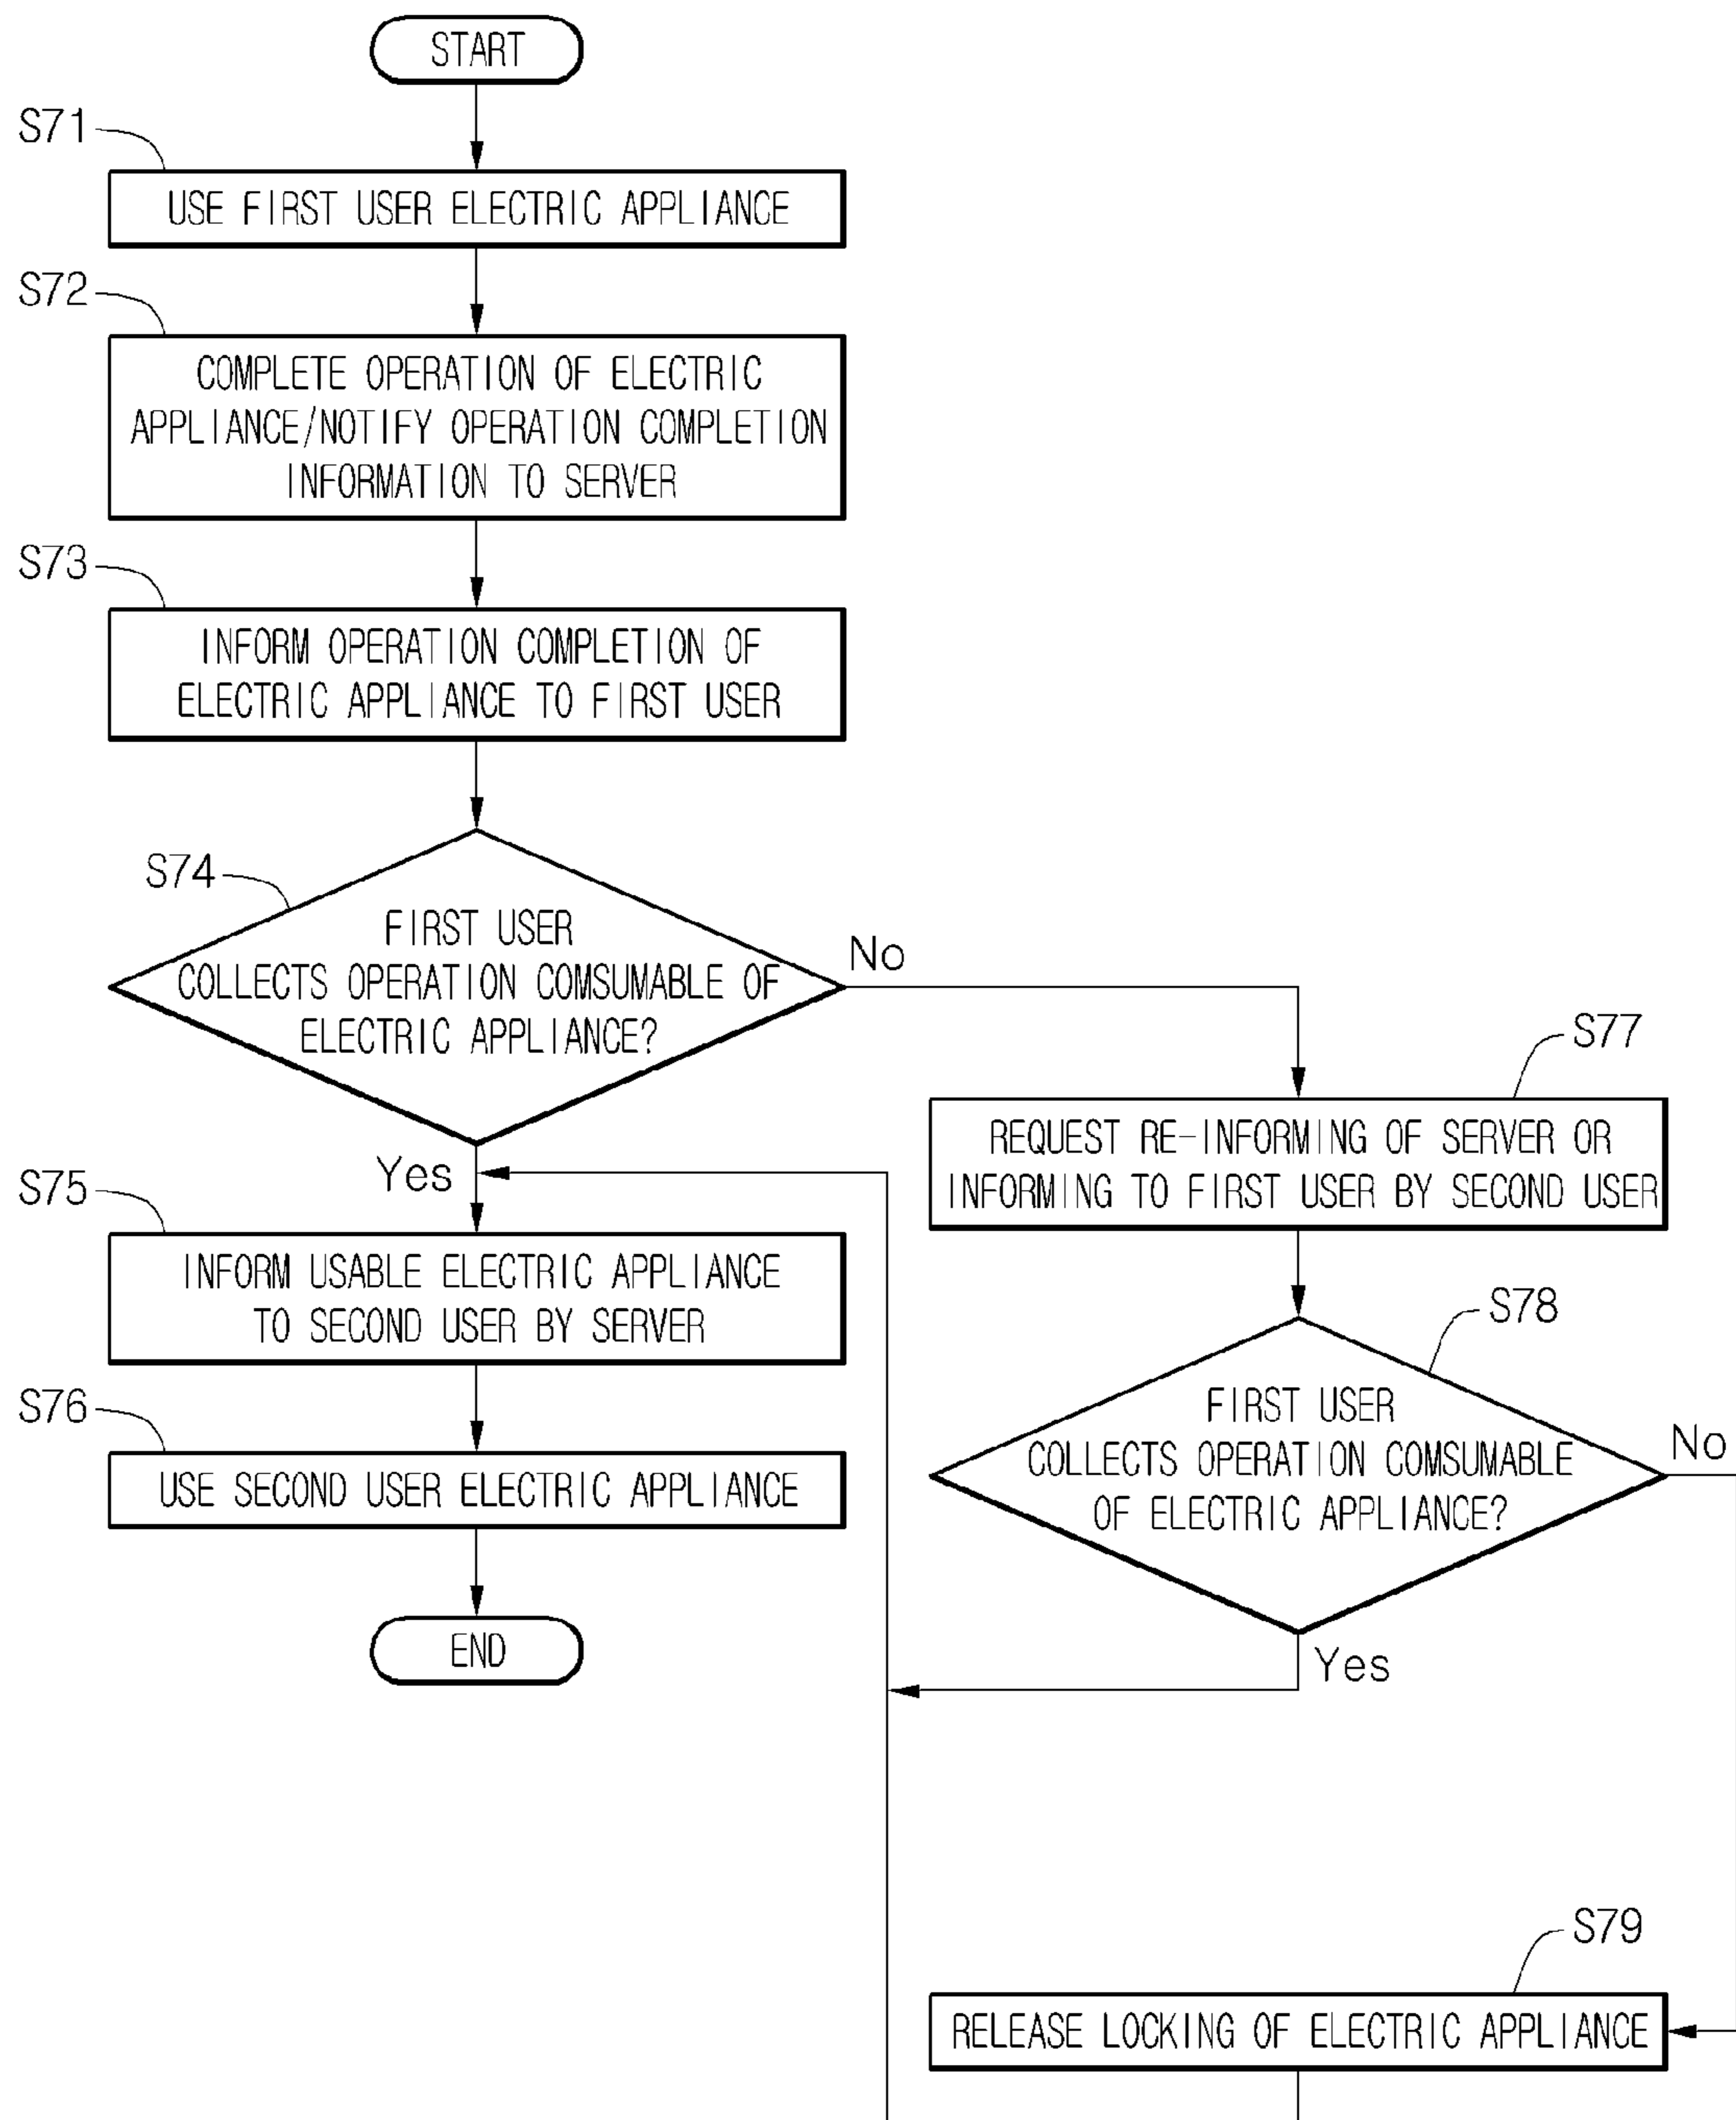 START
S71
USE FIRST USER ELECTRIC APPLIANCE
S72
COMPLETE OPERATION OF ELECTRIC
APPLIANCE/NOTIFY OPERATION COMPLETION
INFORMATION TO SERVER
S73
INFORM OPERATION COMPLETION OF
ELECTRIC APPLIANCE TO FIRST USER
S74
FIRST USER
COLLECTS OPERATION COMSUMABLE OF
ELECTRIC APPLIANCE?
No
Yes
S75
INFORM USABLE ELECTRIC APPLIANCE
TO SECOND USER BY SERVER
S76
USE SECOND USER ELECTRIC APPLIANCE
END
S77
REQUEST RE-INFORMING OF SERVER OR
INFORMING TO FIRST USER BY SECOND USER
S78
FIRST USER
COLLECTS OPERATION COMSUMABLE
OF ELECTRIC APPLIANCE?
No
Yes
S79
RELEASE LOCKING OF ELECTRIC APPLIANCE